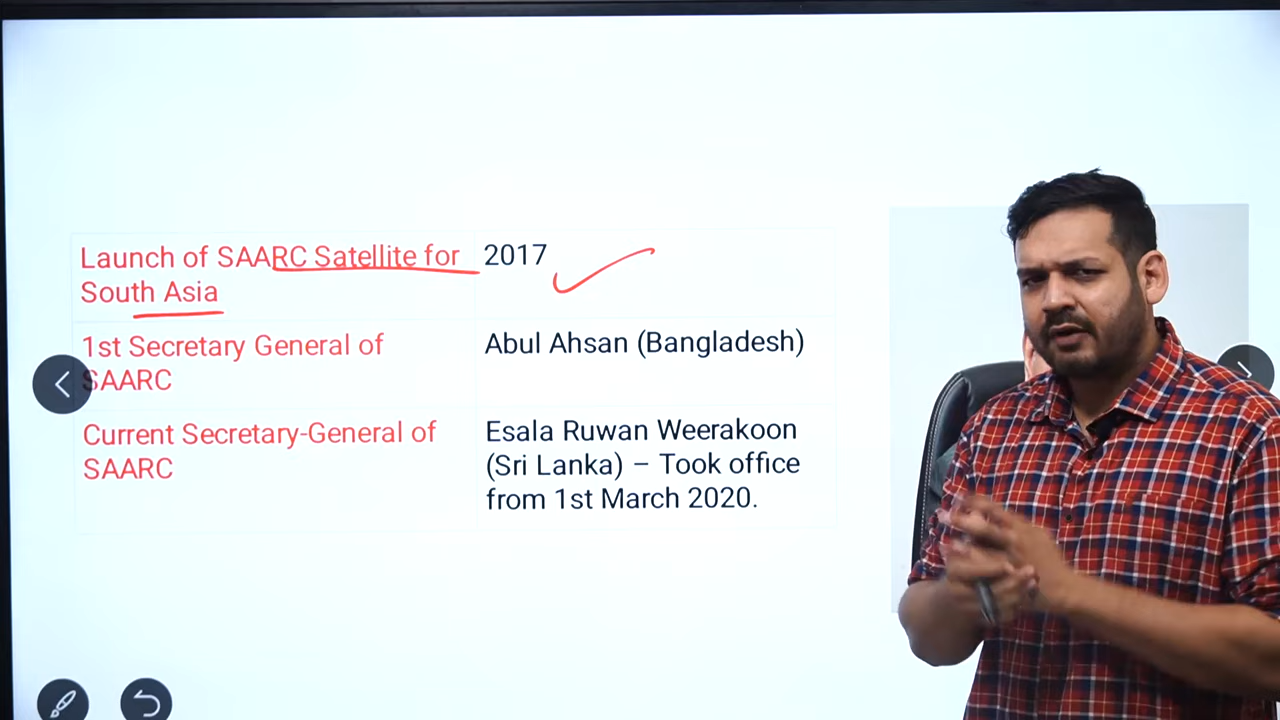 Launch of SAARC Satellite for
South Asia
2017
1st Secretary General of
SAARC
Abul Ahsan (Bangladesh)
Current Secretary-General of
SAARC
Esala Ruwan Weerakoon
(Sri Lanka) – Took office
from 1st March 2020.